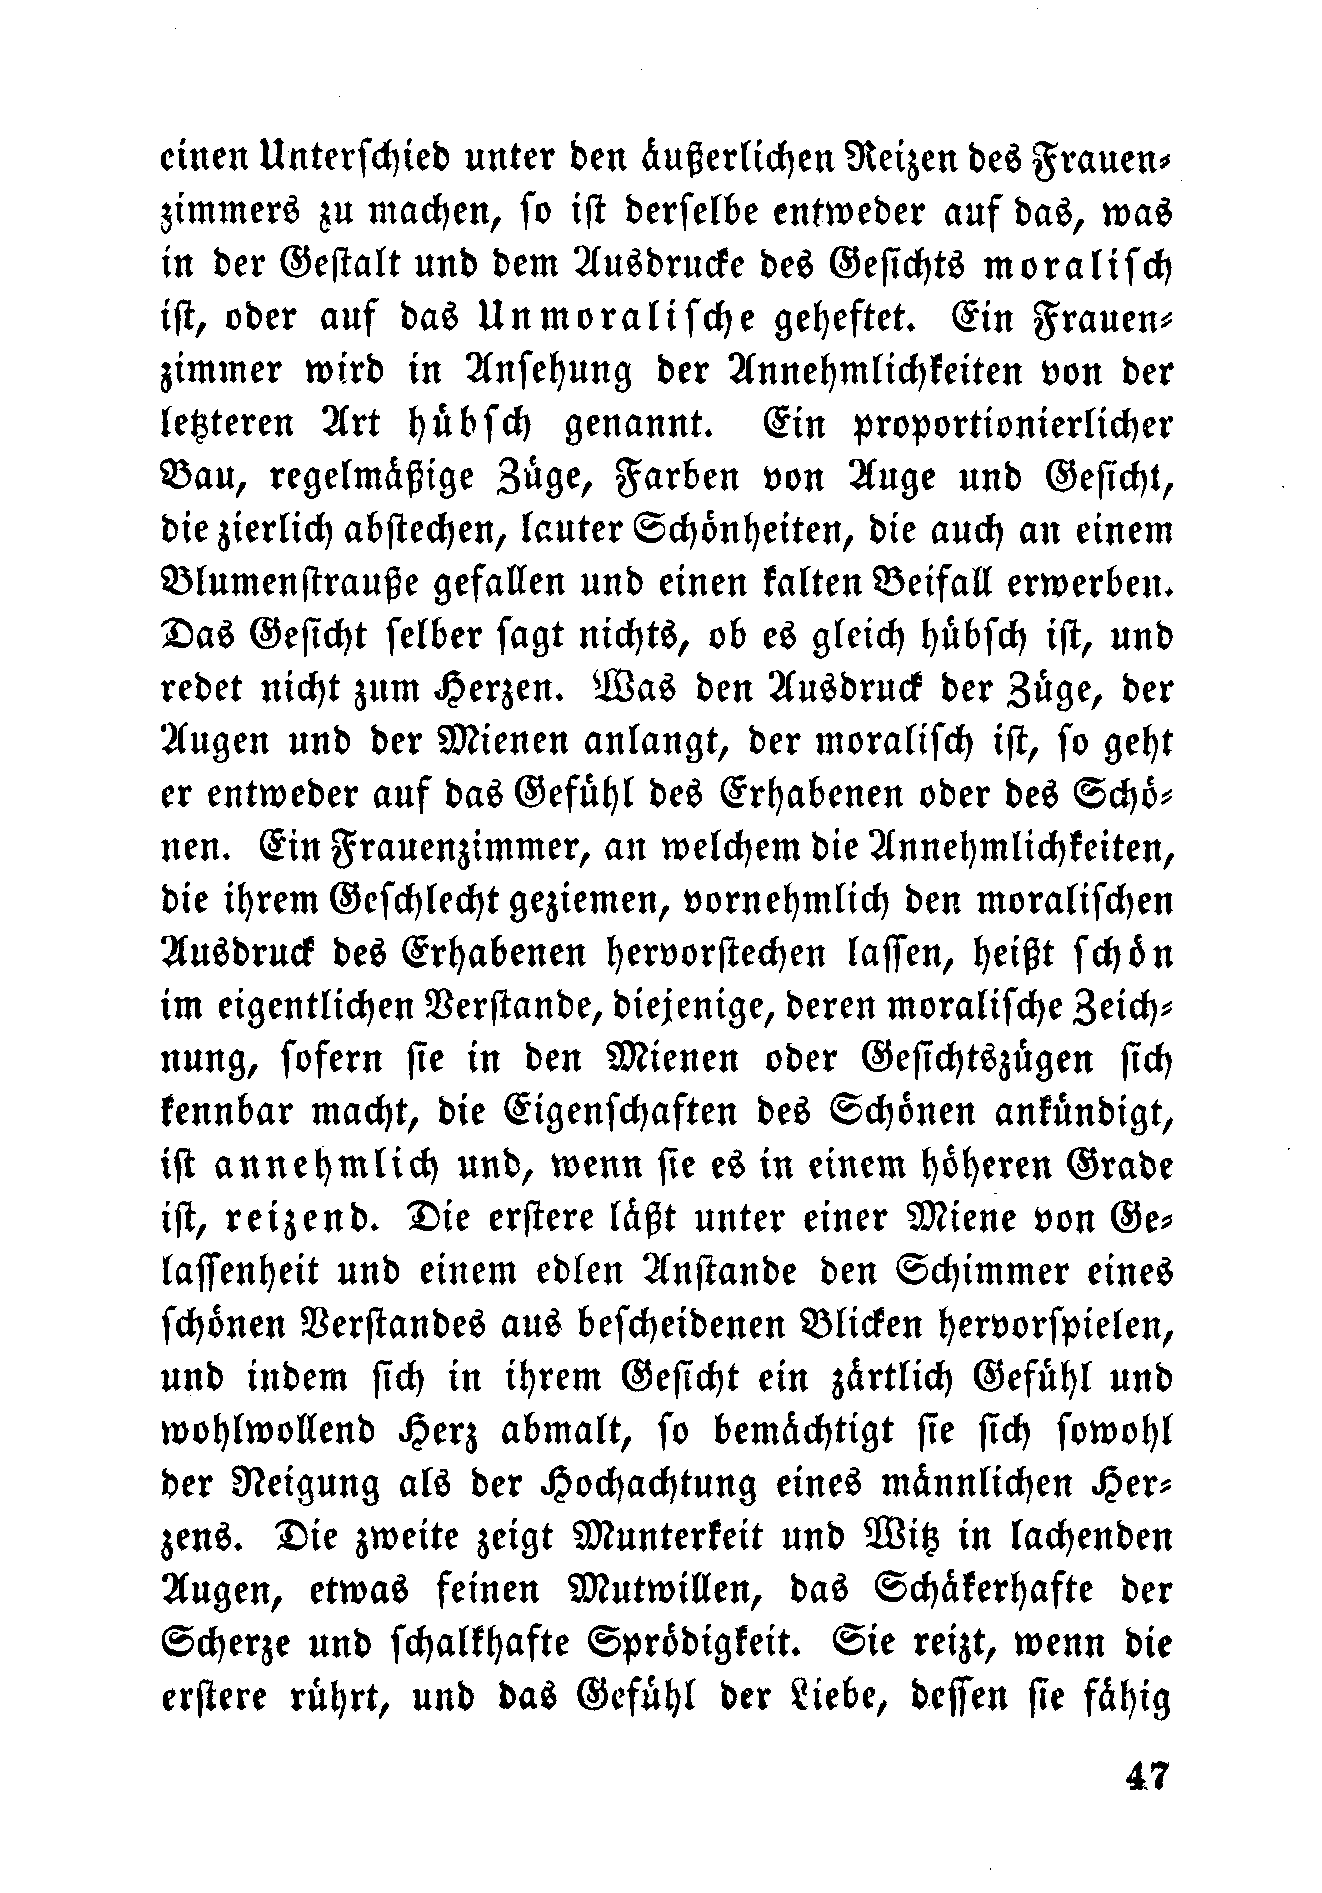 einen Unterschied unter den äußerlichen Reizen des Frauen-
zimmers zu machen, so ist derselbe entweder auf das, was
in der Gestalt und dem Ausdrucke des Gesichts moralisch
ist, oder auf das Unmoralische geheftet. Ein Frauen-
zimmer wird in Ansehung der Annehmlichkeiten von der
letzteren Art hübsch genannt. Ein proportionierlicher
Bau, regelmäßige Züge, Farben von Auge und Gesicht,
die zierlich abstechen, lauter Schönheiten, die auch an einem
Blumenstrauße gefallen und einen kalten Beifall erwerben.
Das Gesicht selber sagt nichts, ob es gleich hübsch ist, und
redet nicht zum Herzen. Was den Ausdruck der Züge, der
Augen und der Mienen anlangt, der moralisch ist, so geht
er entweder auf das Gefühl des Erhabenen oder des Schö-
nen. Ein Frauenzimmer, an welchem die Annehmlichkeiten,
die ihrem Geschlecht geziemen, vornehmlich den moralischen
Ausdruck des Erhabenen hervorstechen lassen, heißt schön
im eigentlichen Verstande, diejenige, deren moralische Zeich-
nung, sofern sie in den Mienen oder Gesichtszügen sich
kennbar macht, die Eigenschaften des Schönen ankündigt,
ist annehmlich und, wenn sie es in einem höheren Grade
ist, reizend. Die erstere läßt unter einer Miene von Ge-
lassenheit und einem edlen Anstande den Schimmer eines
schönen Verstandes aus bescheidenen Blicken hervorspielen,
und indem sich in ihrem Gesicht ein zärtlich Gefühl und
wohlwollend Herz abmalt, so bemächtigt sie sich sowohl
der Neigung als der Hochachtung eines männlichen Her-
zens. Die zweite zeigt Munterkeit und Witz in lachenden
Augen, etwas feinen Mutwillen, das Schäkerhafte der
Scherze und schalkhafte Sprödigkeit. Sie reizt, wenn die
erstere rührt, und das Gefühl der Liebe, dessen sie fähig
47